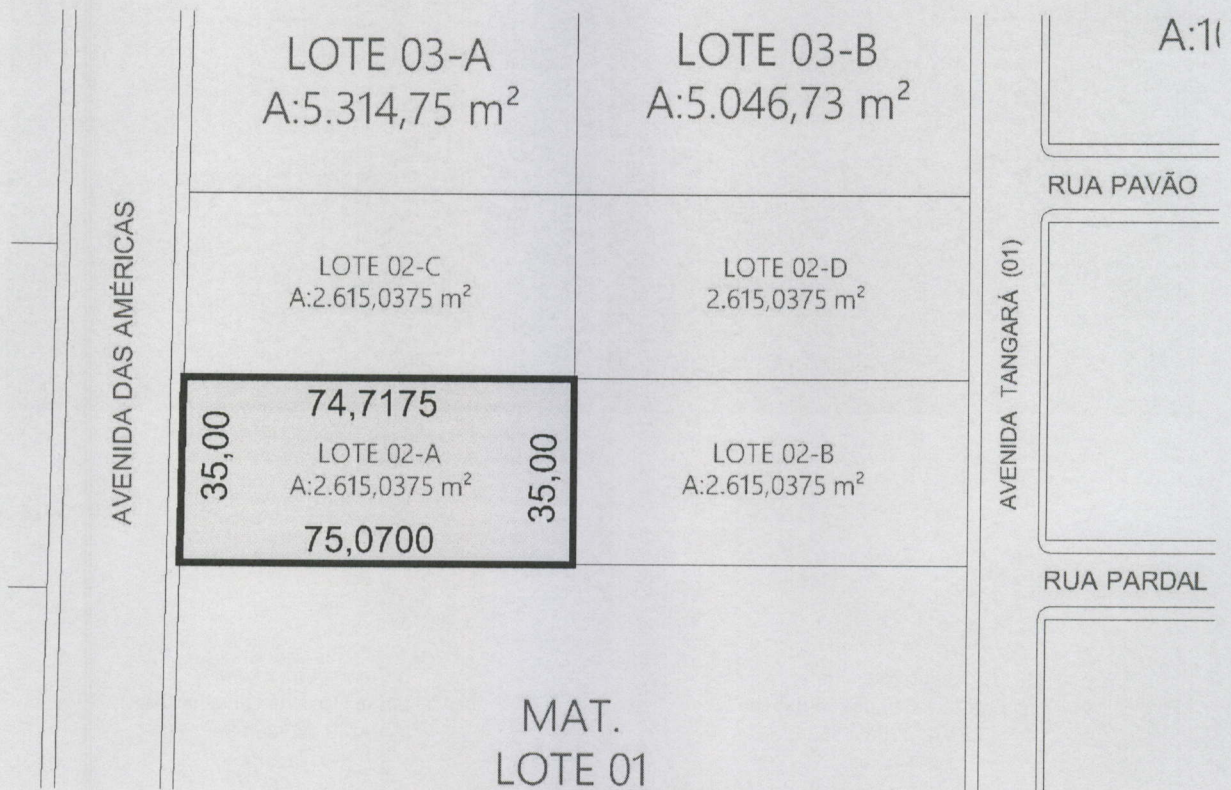 LOTE 03-A
A:5.314,75 m²
LOTE 03-B
A:5.046,73 m²
A:10
RUA PAVÃO
AVENIDA DAS AMÉRICAS
LOTE 02-C
A:2.615,0375 m²
LOTE 02-D
2.615,0375 m²
AVENIDA TANGARÁ (01)
74,7175
35,00
LOTE 02-A
A:2.615,0375 m²
35,00
75,0700
LOTE 02-B
A:2.615,0375 m²
RUA PARDAL
MAT.
LOTE 01